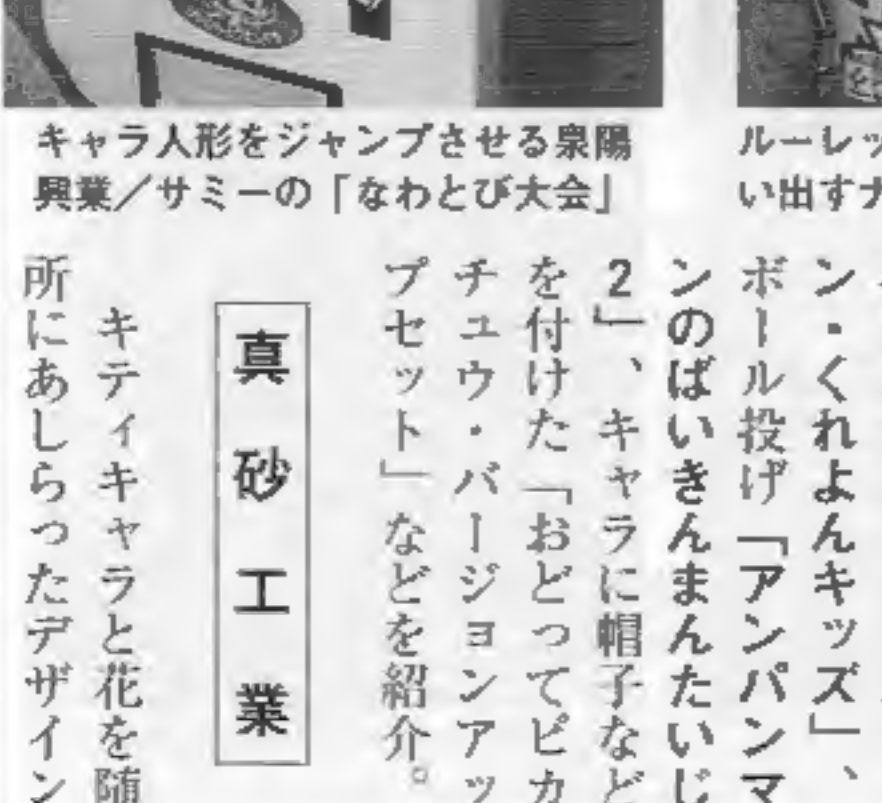 キャラ人形をジャンプさせる泉陽
興業／サミーの「なわとび大会」
ルーレッ
い出すナ
ン・くれよんキッズ」、
ボール投げ「アンパンマ
ンのばいきんまんたいじ
2」、キャラに帽子など
を付けた「おどってピカ
チュウ・バージョンアッ
プセット」などを紹介。
真砂工業
キティキャラと花を随
所にあしらったデザイン